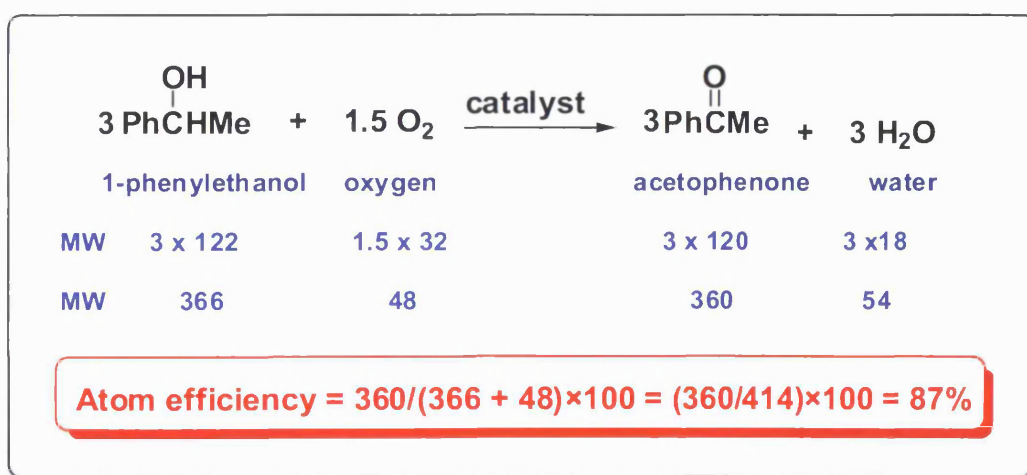 OH O
3 PhCHMe + 1.5 O₂ catalyst 3PhCMe + 3 H₂O
1-phenylethanol oxygen acetophenone water
MW 3 x 122 1.5 x 32 3 x 120 3 x18
MW 366 48 360 54
Atom efficiency = 360/(366 + 48)×100 = (360/414)×100 = 87%